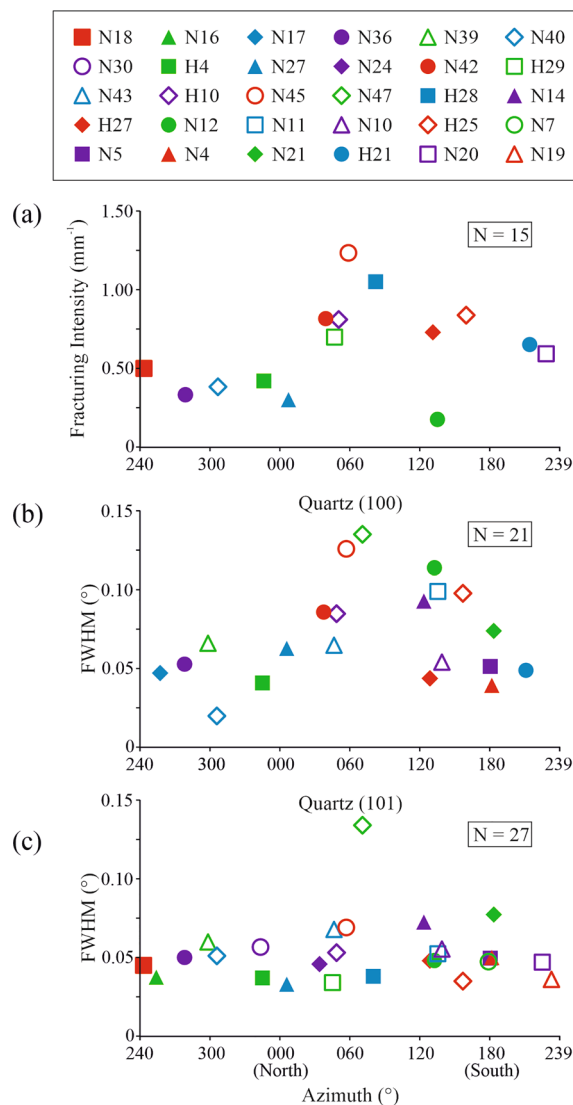 N18 N16 N17 N36 N39 N40
N30 H4 N27 N24 N42 H29
N43 H10 N45 N47 H28 N14
H27 N12 N11 N10 H25 N7
N5 N4 N21 H21 N20 N19
(a)
Fracturing Intensity (mm⁻¹)
1.50
1.00
0.50
0
N = 15
240 300 000 060 120 180 239
Quartz (100)
(b)
FWHM (°)
0.15
0.10
0.05
0
N = 21
240 300 000 060 120 180 239
Quartz (101)
(c)
FWHM (°)
0.15
0.10
0.05
0
N = 27
240 300 000 060 120 180 239
(North) (South)
Azimuth (°)